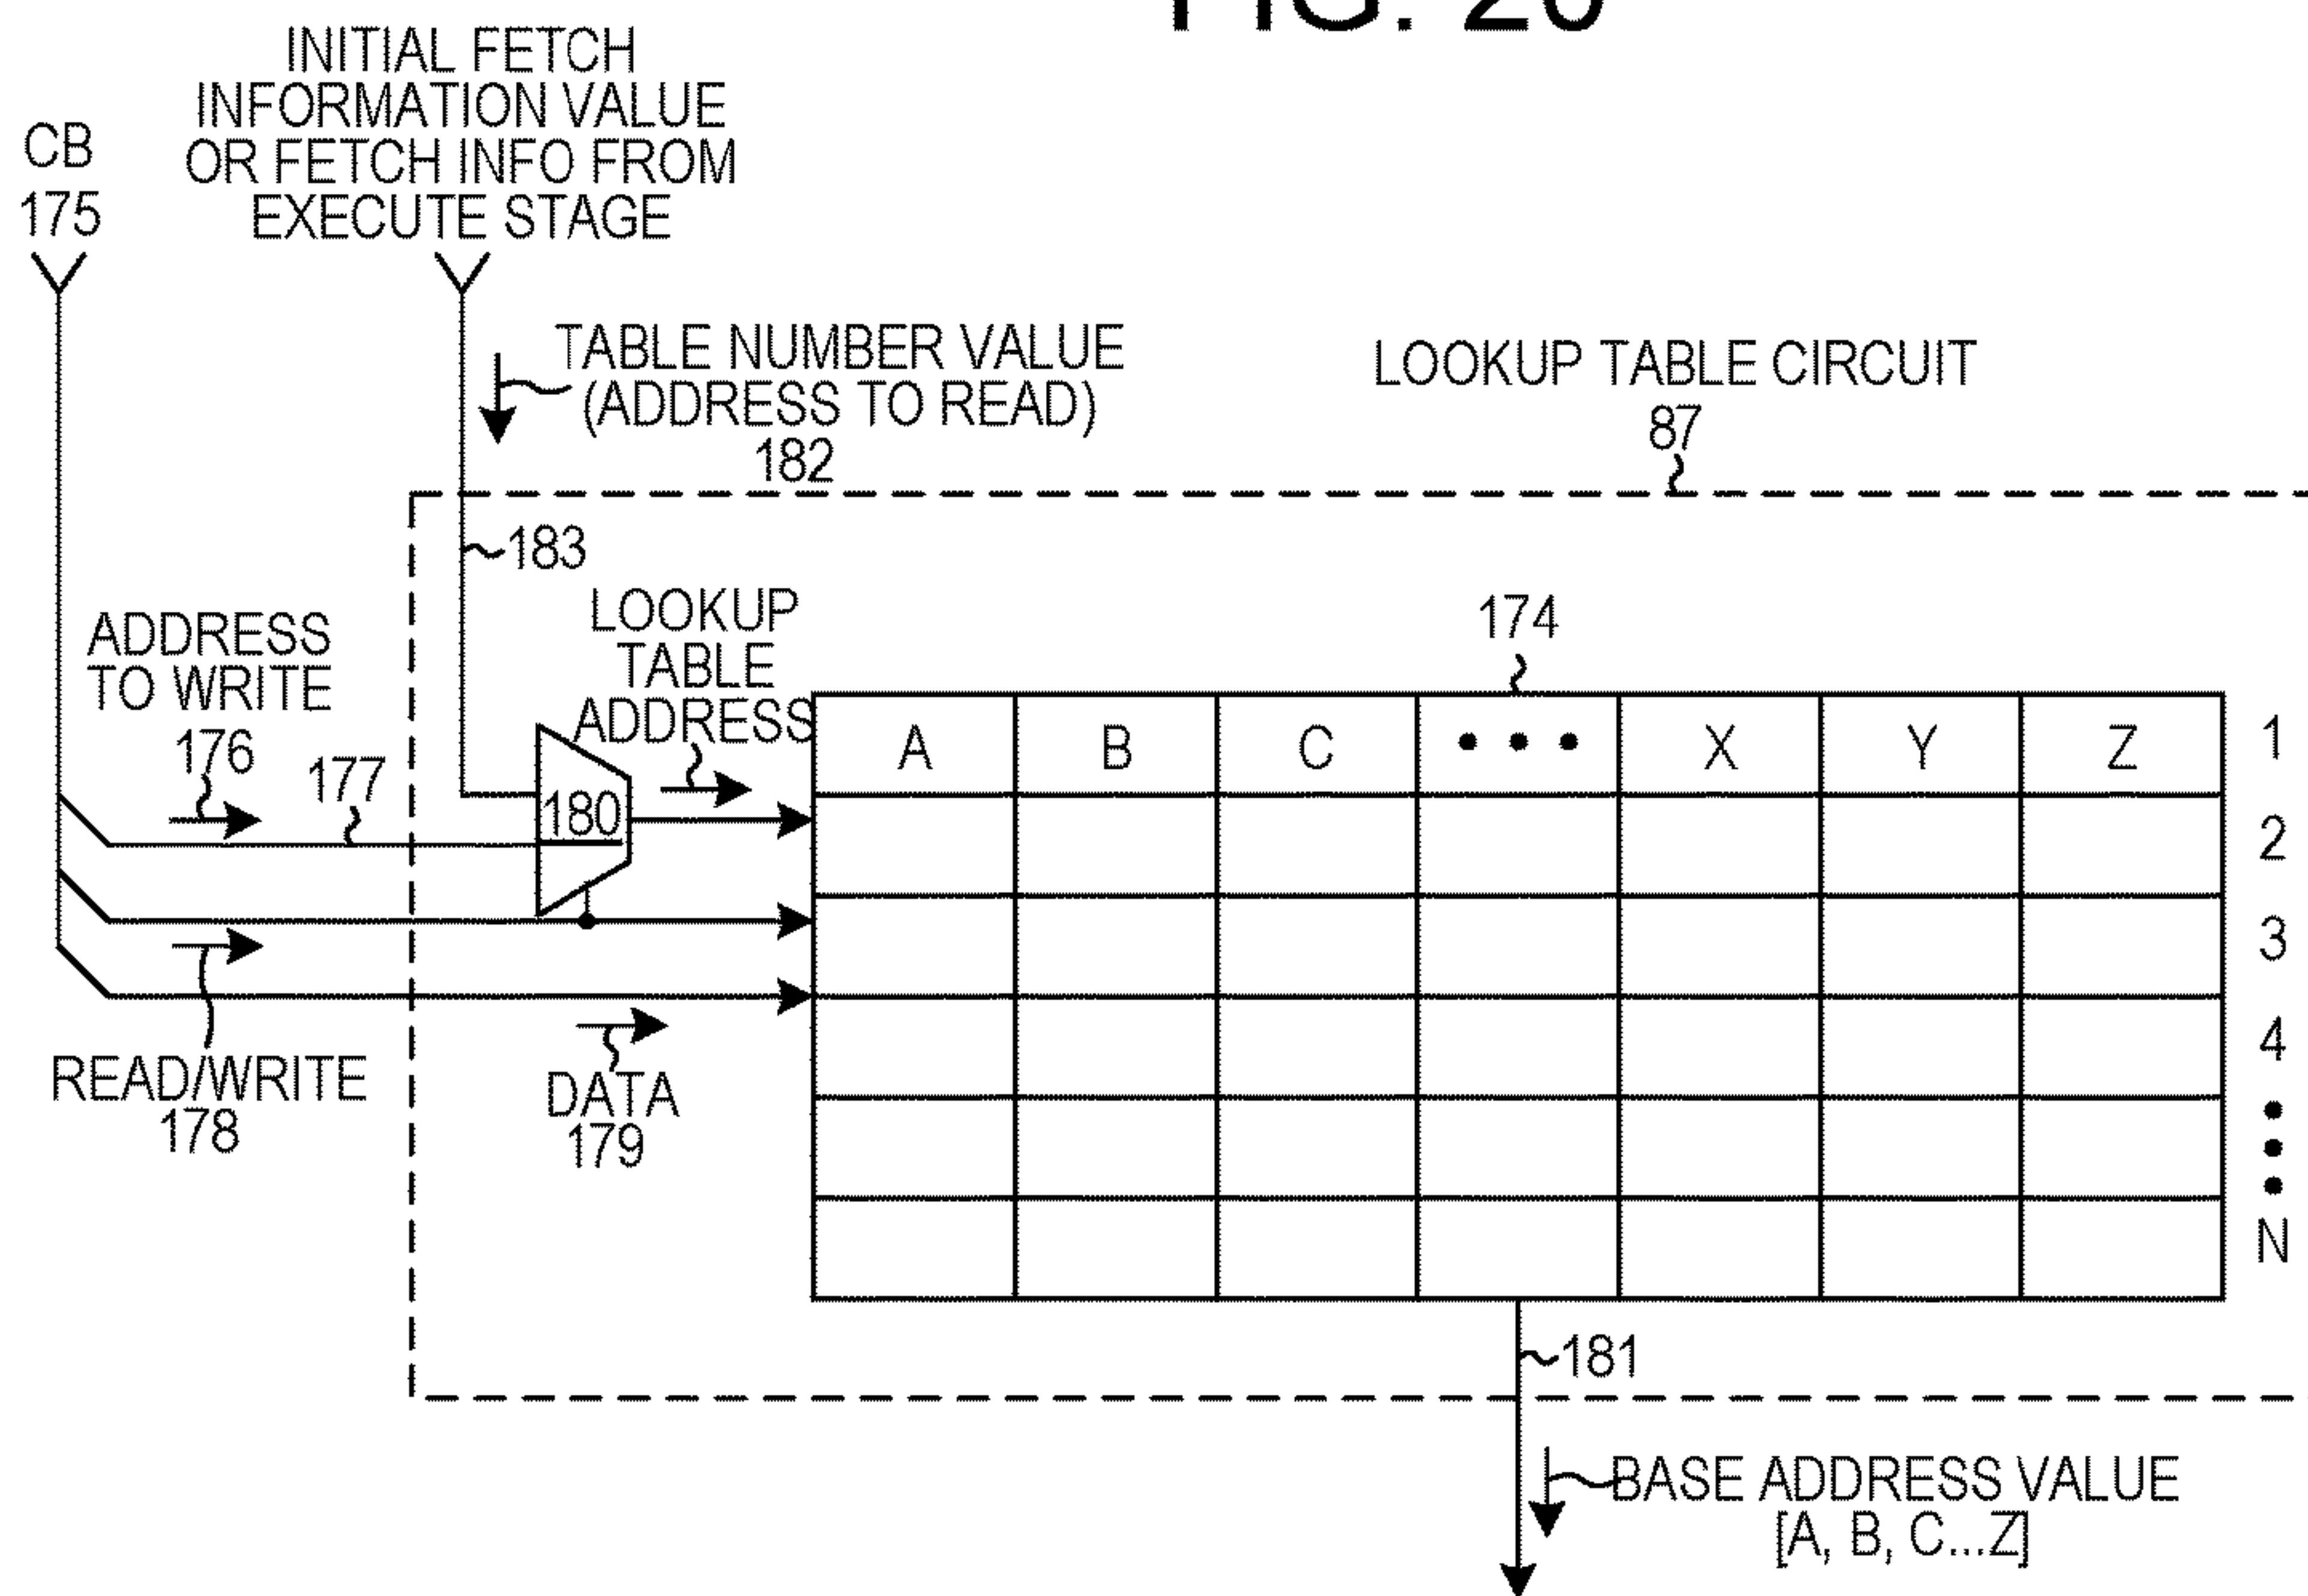 FIG. 20
INITIAL FETCH
INFORMATION VALUE
OR FETCH INFO FROM
EXECUTE STAGE
CB
175
TABLE NUMBER VALUE
(ADDRESS TO READ)
182
LOOKUP TABLE CIRCUIT
87
183
ADDRESS
TO WRITE
176
177
LOOKUP
TABLE
ADDRESS
174
180
A B C • • • X Y Z
1
2
3
4
•
•
•
N
READ/WRITE
178
DATA
179
181
BASE ADDRESS VALUE
[A, B, C...Z]